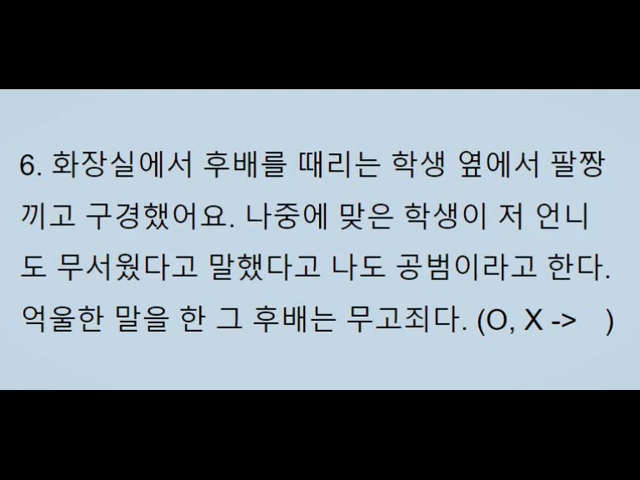 6. 화장실에서 후배를 때리는 학생 옆에서 팔짱
끼고 구경했어요. 나중에 맞은 학생이 저 언니
도 무서웠다고 말했다고 나도 공범이라고 한다.
억울한 말을 한 그 후배는 무고죄다. (O, X -> )